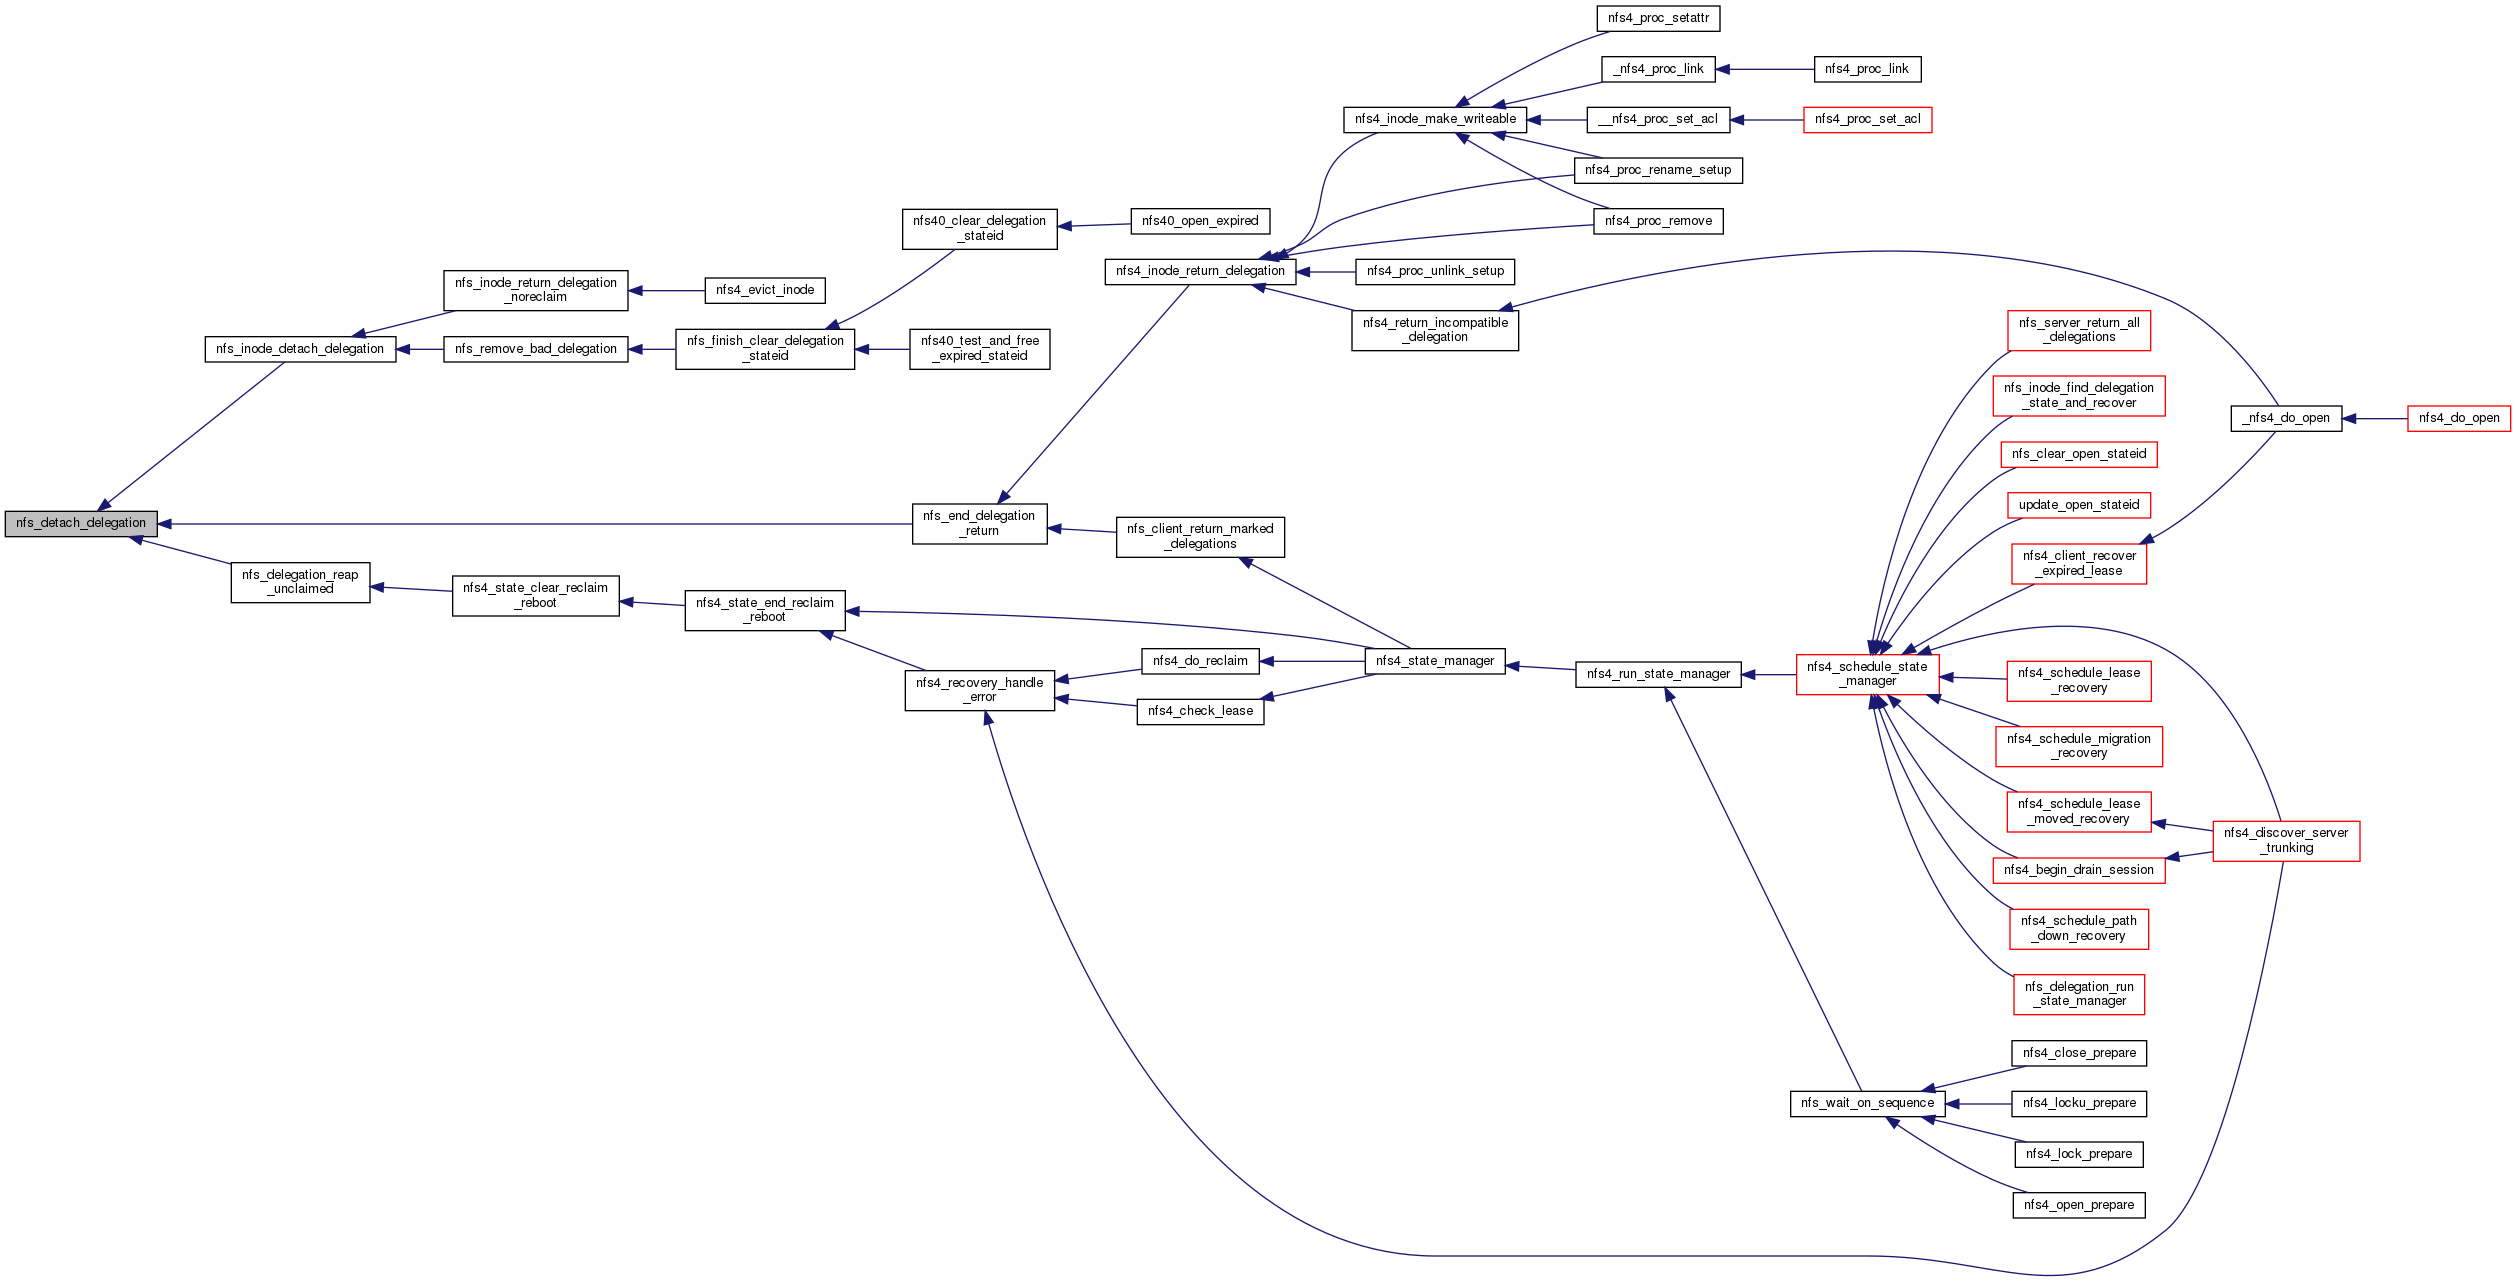 nfs4_proc_setattr
_nfs4_proc_link
nfs4_proc_link
nfs4_inode_make_writeable
__nfs4_proc_set_acl
nfs4_proc_set_acl
nfs4_proc_rename_setup
nfs40_clear_delegation
_stateid
nfs40_open_expired
nfs4_proc_remove
nfs4_inode_return_delegation
nfs4_proc_unlink_setup
nfs_inode_return_delegation
_noreclaim
nfs4_evict_inode
nfs4_return_incompatible
_delegation
nfs_server_return_all
_delegations
nfs_inode_detach_delegation
nfs_remove_bad_delegation
nfs_finish_clear_delegation
_stateid
nfs40_test_and_free
_expired_stateid
nfs_inode_find_delegation
_state_and_recover
_nfs4_do_open
nfs4_do_open
nfs_clear_open_stateid
update_open_stateid
nfs_detach_delegation
nfs_end_delegation
_return
nfs_client_return_marked
_delegations
nfs4_client_recover
_expired_lease
nfs_delegation_reap
_unclaimed
nfs4_state_clear_reclaim
_reboot
nfs4_state_end_reclaim
_reboot
nfs4_do_reclaim
nfs4_state_manager
nfs4_run_state_manager
nfs4_schedule_state
_manager
nfs4_schedule_lease
_recovery
nfs4_recovery_handle
_error
nfs4_check_lease
nfs4_schedule_migration
_recovery
nfs4_schedule_lease
_moved_recovery
nfs4_discover_server
_trunking
nfs4_begin_drain_session
nfs4_schedule_path
_down_recovery
nfs_delegation_run
_state_manager
nfs4_close_prepare
nfs_wait_on_sequence
nfs4_locku_prepare
nfs4_lock_prepare
nfs4_open_prepare